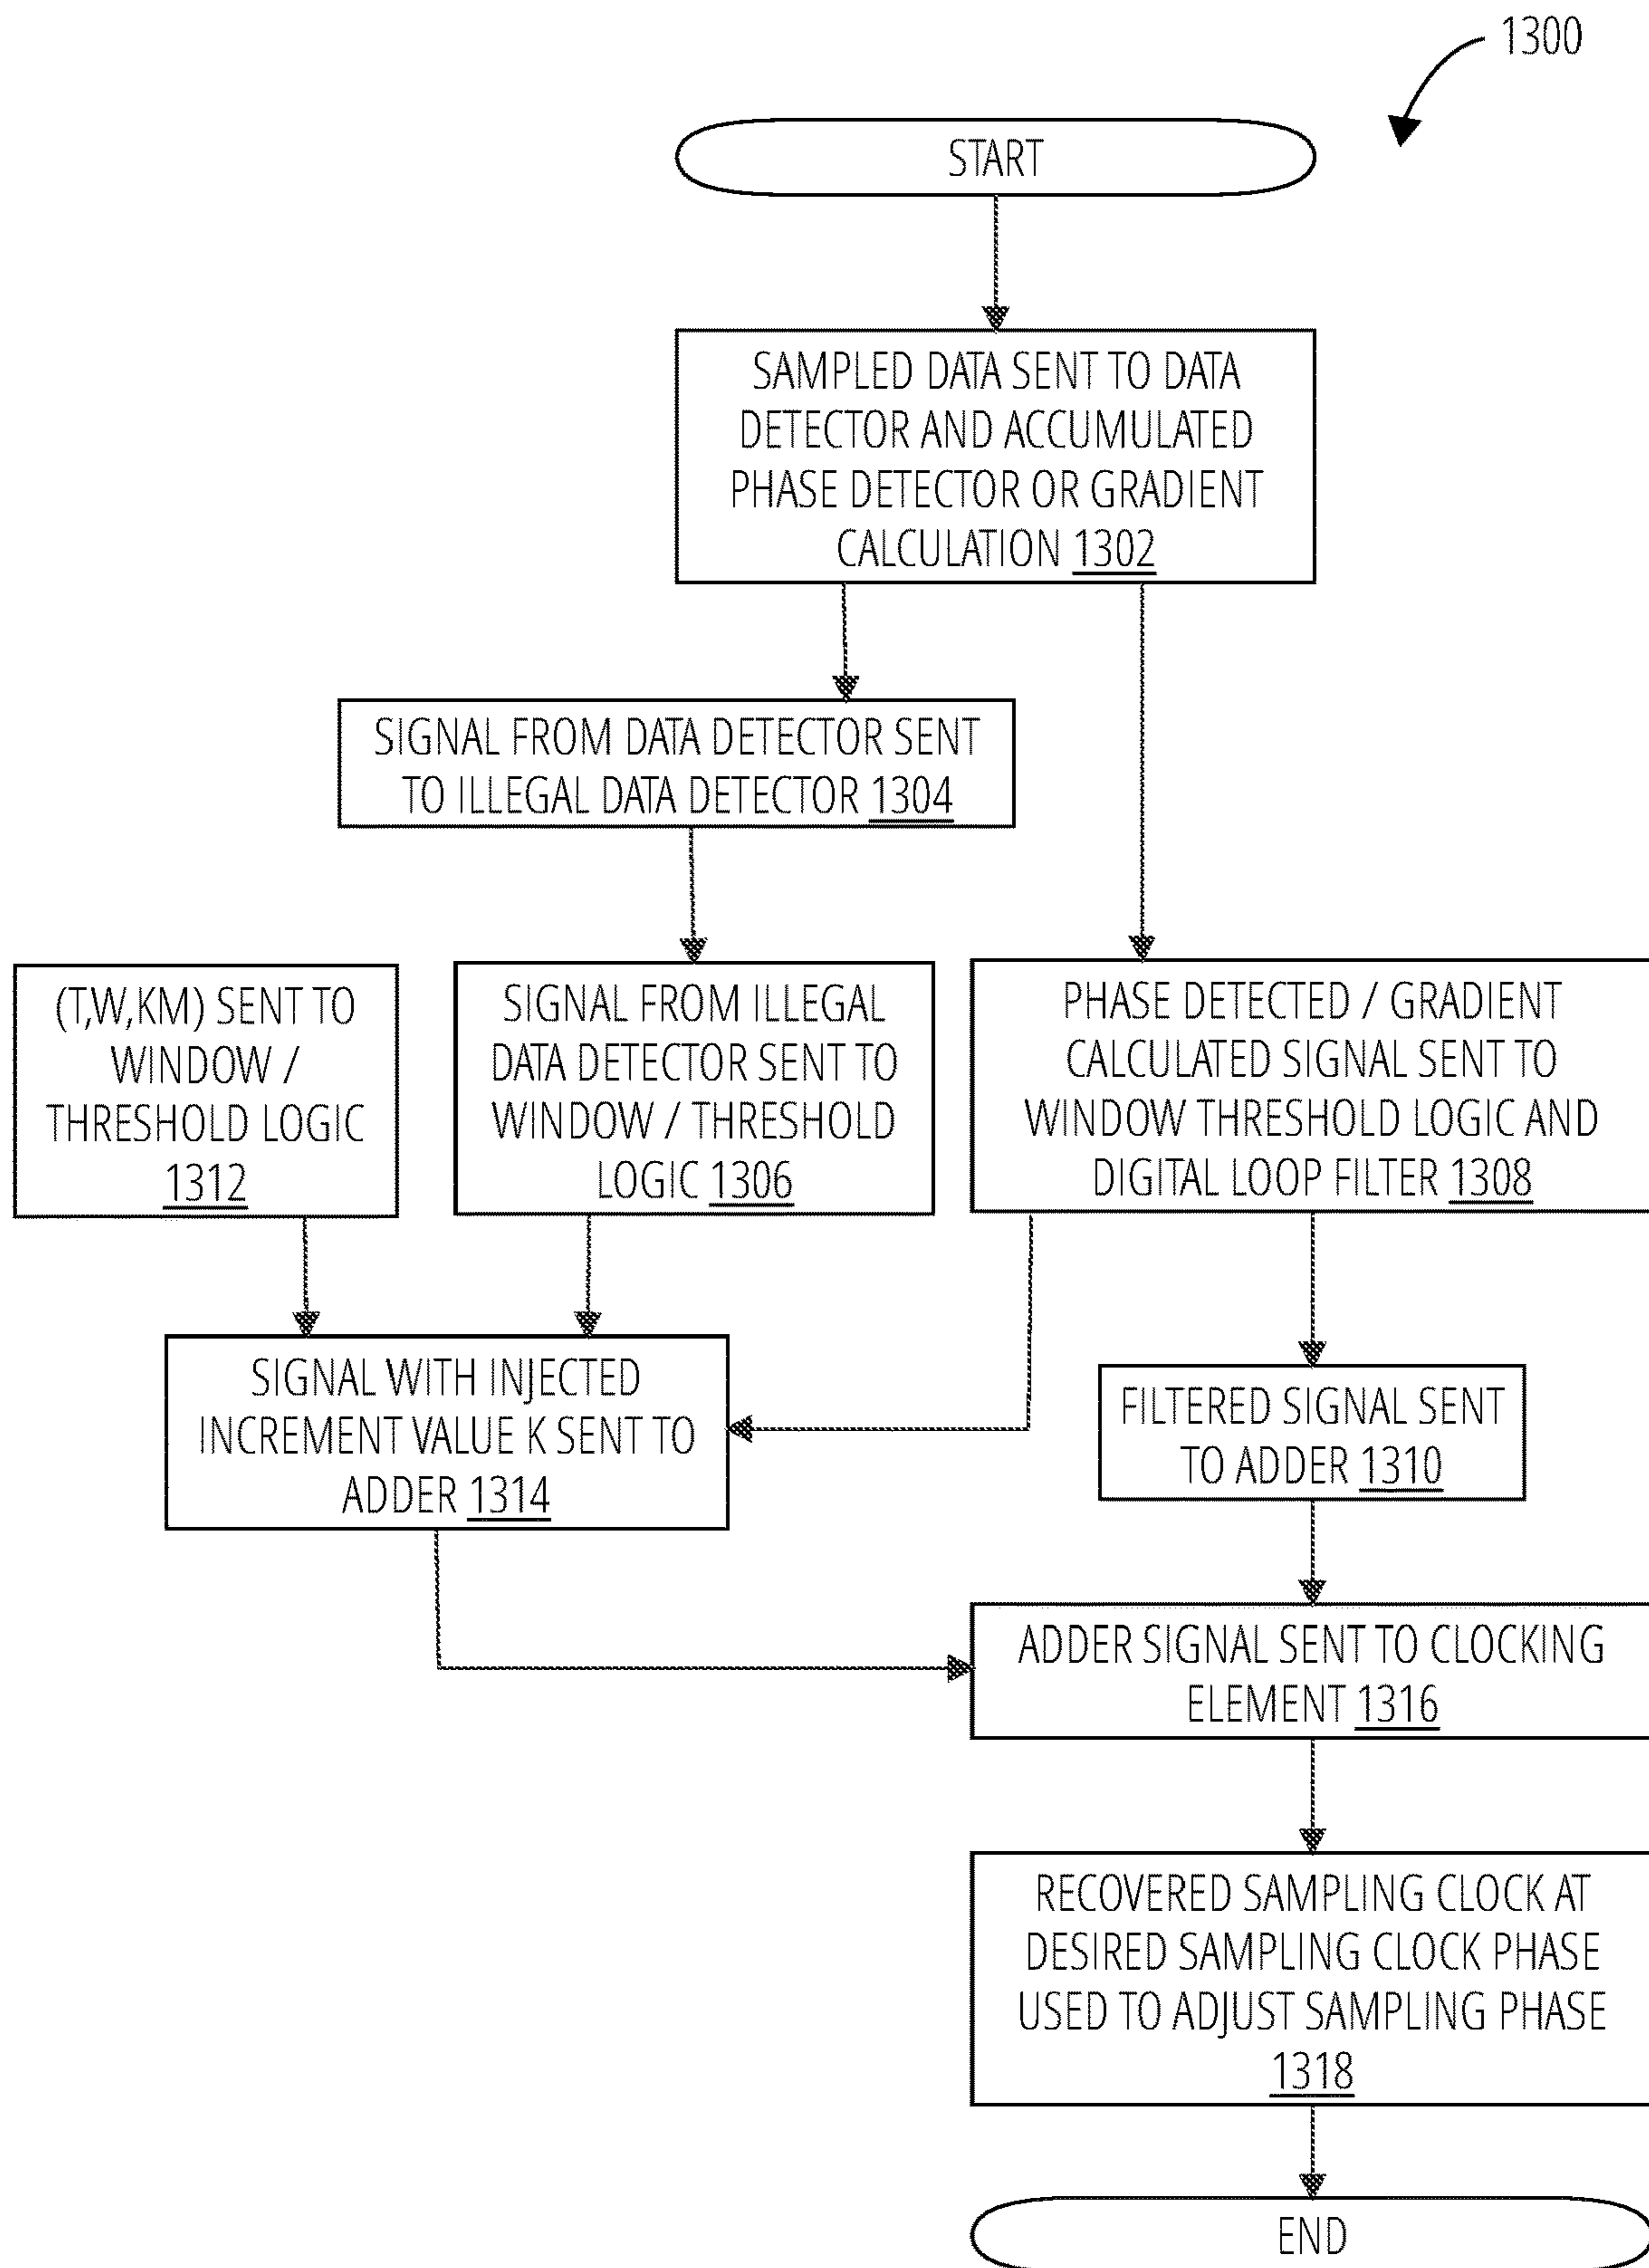 1300
START
SAMPLED DATA SENT TO DATA
DETECTOR AND ACCUMULATED
PHASE DETECTOR OR GRADIENT
CALCULATION 1302
SIGNAL FROM DATA DETECTOR SENT
TO ILLEGAL DATA DETECTOR 1304
(T,W,KM) SENT TO
WINDOW /
THRESHOLD LOGIC
1312
SIGNAL FROM ILLEGAL
DATA DETECTOR SENT TO
WINDOW / THRESHOLD
LOGIC 1306
PHASE DETECTED / GRADIENT
CALCULATED SIGNAL SENT TO
WINDOW THRESHOLD LOGIC AND
DIGITAL LOOP FILTER 1308
SIGNAL WITH INJECTED
INCREMENT VALUE K SENT TO
ADDER 1314
FILTERED SIGNAL SENT
TO ADDER 1310
ADDER SIGNAL SENT TO CLOCKING
ELEMENT 1316
RECOVERED SAMPLING CLOCK AT
DESIRED SAMPLING CLOCK PHASE
USED TO ADJUST SAMPLING PHASE
1318
END